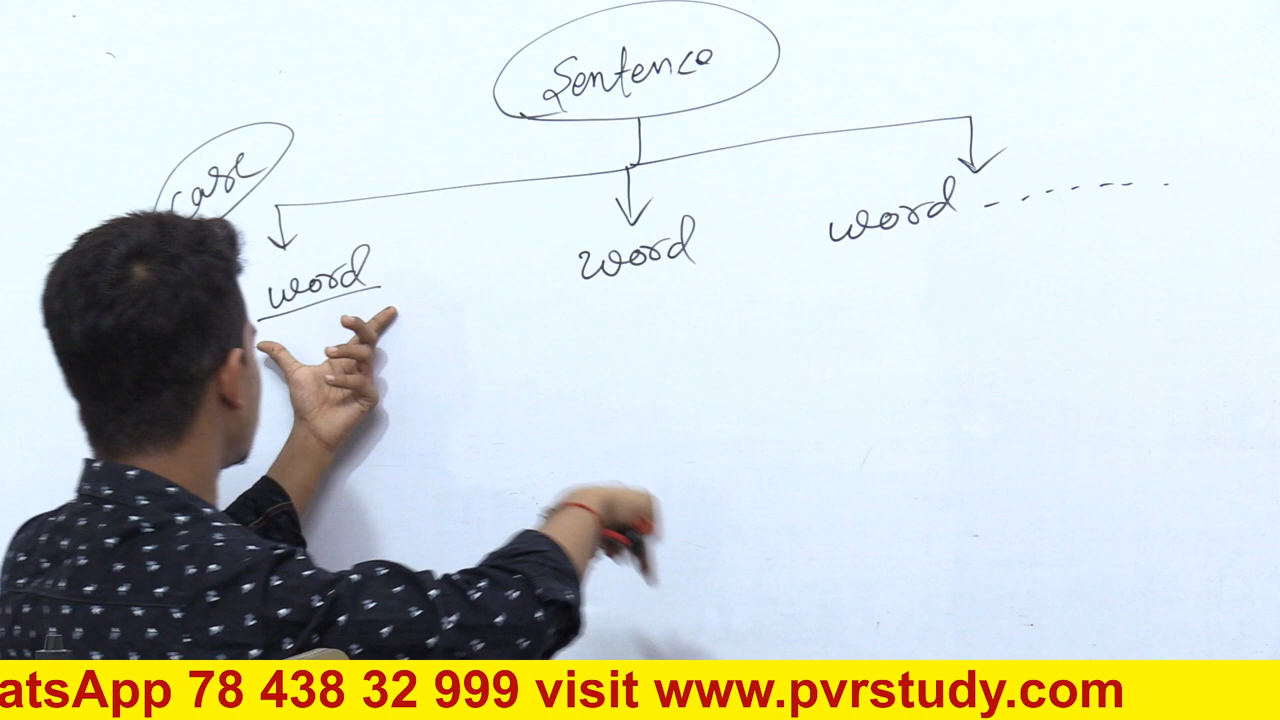 Sentence
case
word
word
word - - - - - - -
atsApp 78 438 32 999 visit www.pvrstudy.com